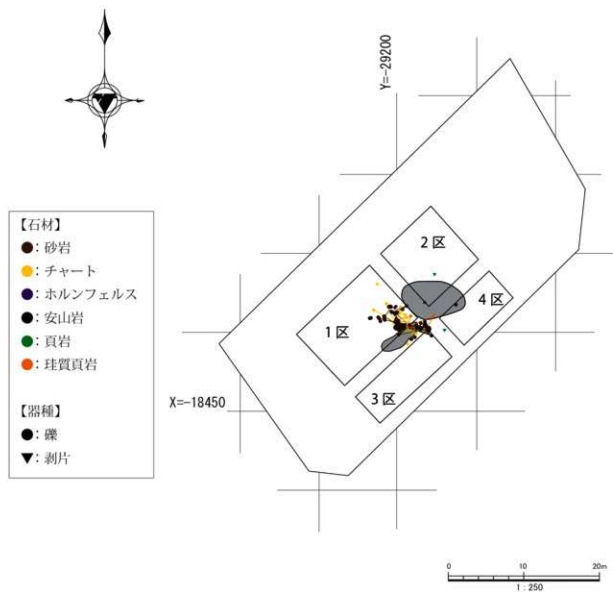 Y=-29200
2区
4区
1区
3区
X=-18450
【石材】
●：砂岩
●：チャート
●：ホルンフェルス
●：安山岩
●：頁岩
●：珪質頁岩
【器種】
●：礫
▼：剥片
0 10 20m
1：250